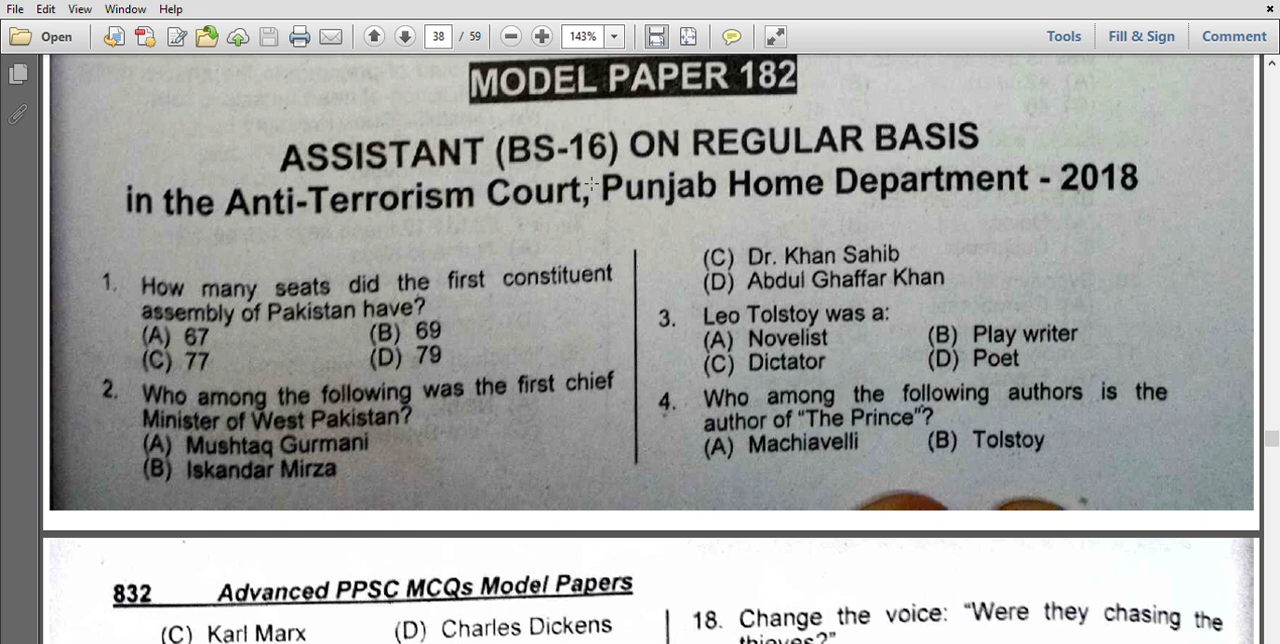 File Edit View Window Help
Open 38 / 59 143% Tools Fill & Sign Comment
MODEL PAPER 182
ASSISTANT (BS-16) ON REGULAR BASIS
in the Anti-Terrorism Court, Punjab Home Department - 2018
1. How many seats did the first constituent
assembly of Pakistan have?
(A) 67 (B) 69
(C) 77 (D) 79
2. Who among the following was the first chief
Minister of West Pakistan?
(A) Mushtaq Gurmani
(B) Iskandar Mirza
(C) Dr. Khan Sahib
(D) Abdul Ghaffar Khan
3. Leo Tolstoy was a:
(A) Novelist (B) Play writer
(C) Dictator (D) Poet
4. Who among the following authors is the
author of "The Prince"?
(A) Machiavelli (B) Tolstoy
832 Advanced PPSC MCQs Model Papers
(C) Karl Marx (D) Charles Dickens
18. Change the voice: "Were they chasing the
thieves?"